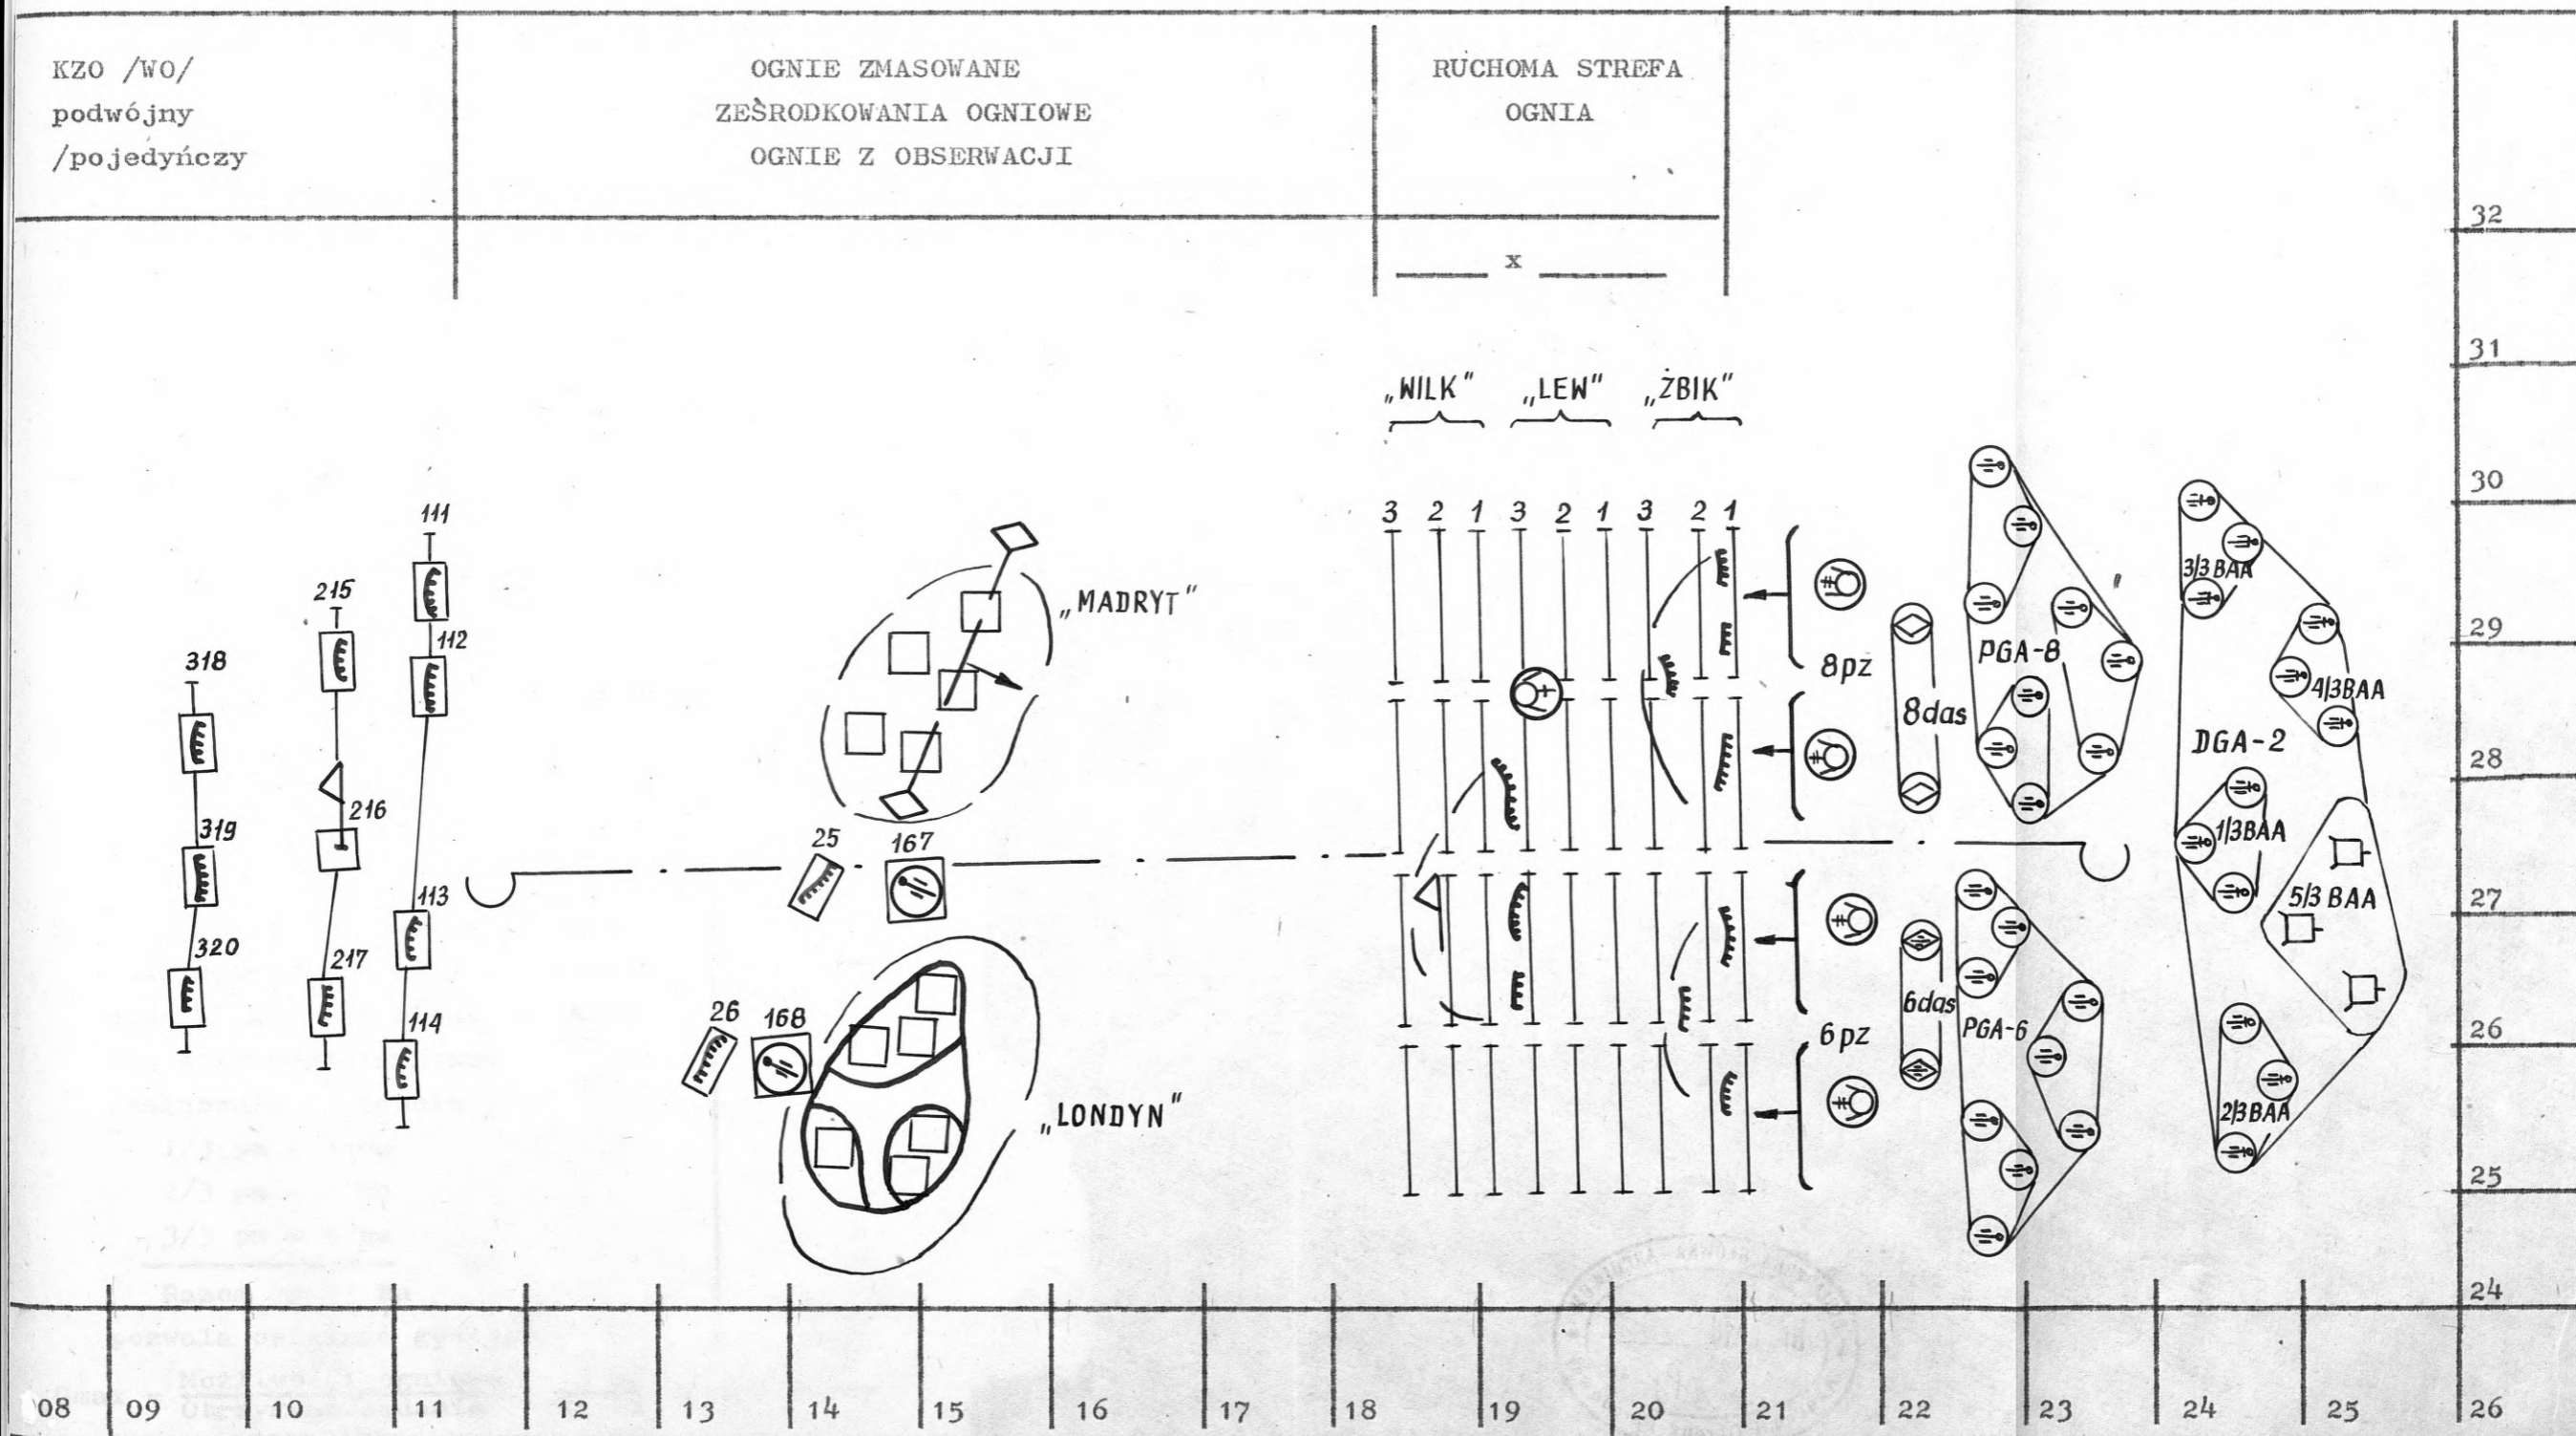 KZO /WO/
podwójny
/pojedyńczy
OGNIE ZMASOWANE
ZEŚRODKOWANIA OGNIOWE
OGNIE Z OBSERWACJI
RUCHOMA STREFA
OGNIA
x
32
31
30
29
28
27
26
25
24
„WILK" „LEW" „ŻBIK"
3 2 1 3 2 1 3 2 1
111
112
113
114
215
216
217
318
319
320
„MADRYT"
25
167
26
168
„LONDYN"
8pz
6pz
8das
6das
PGA-8
PGA-6
3/3 BAA
4/3BAA
DGA-2
1/3BAA
5/3 BAA
2/3BAA
08 09 10 11 12 13 14 15 16 17 18 19 20 21 22 23 24 25 26